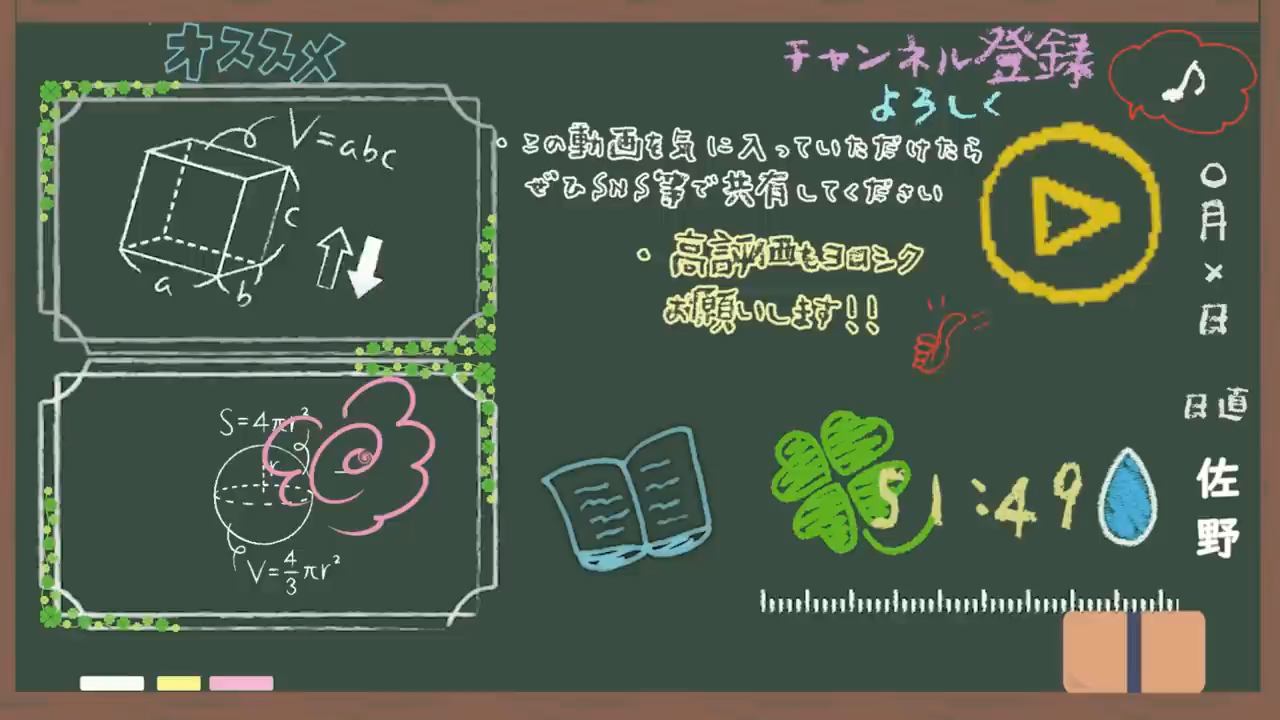 オススメ
V=abc
c
a
b
S=4πr²
r
V=4/3πr²
チャンネル登録
よろしく
・この動画を気に入っていただけたら
ぜひSNS等で共有してください
・高評価もヨロシク
お願いします!!
51:49
〇月×日
日直
佐野